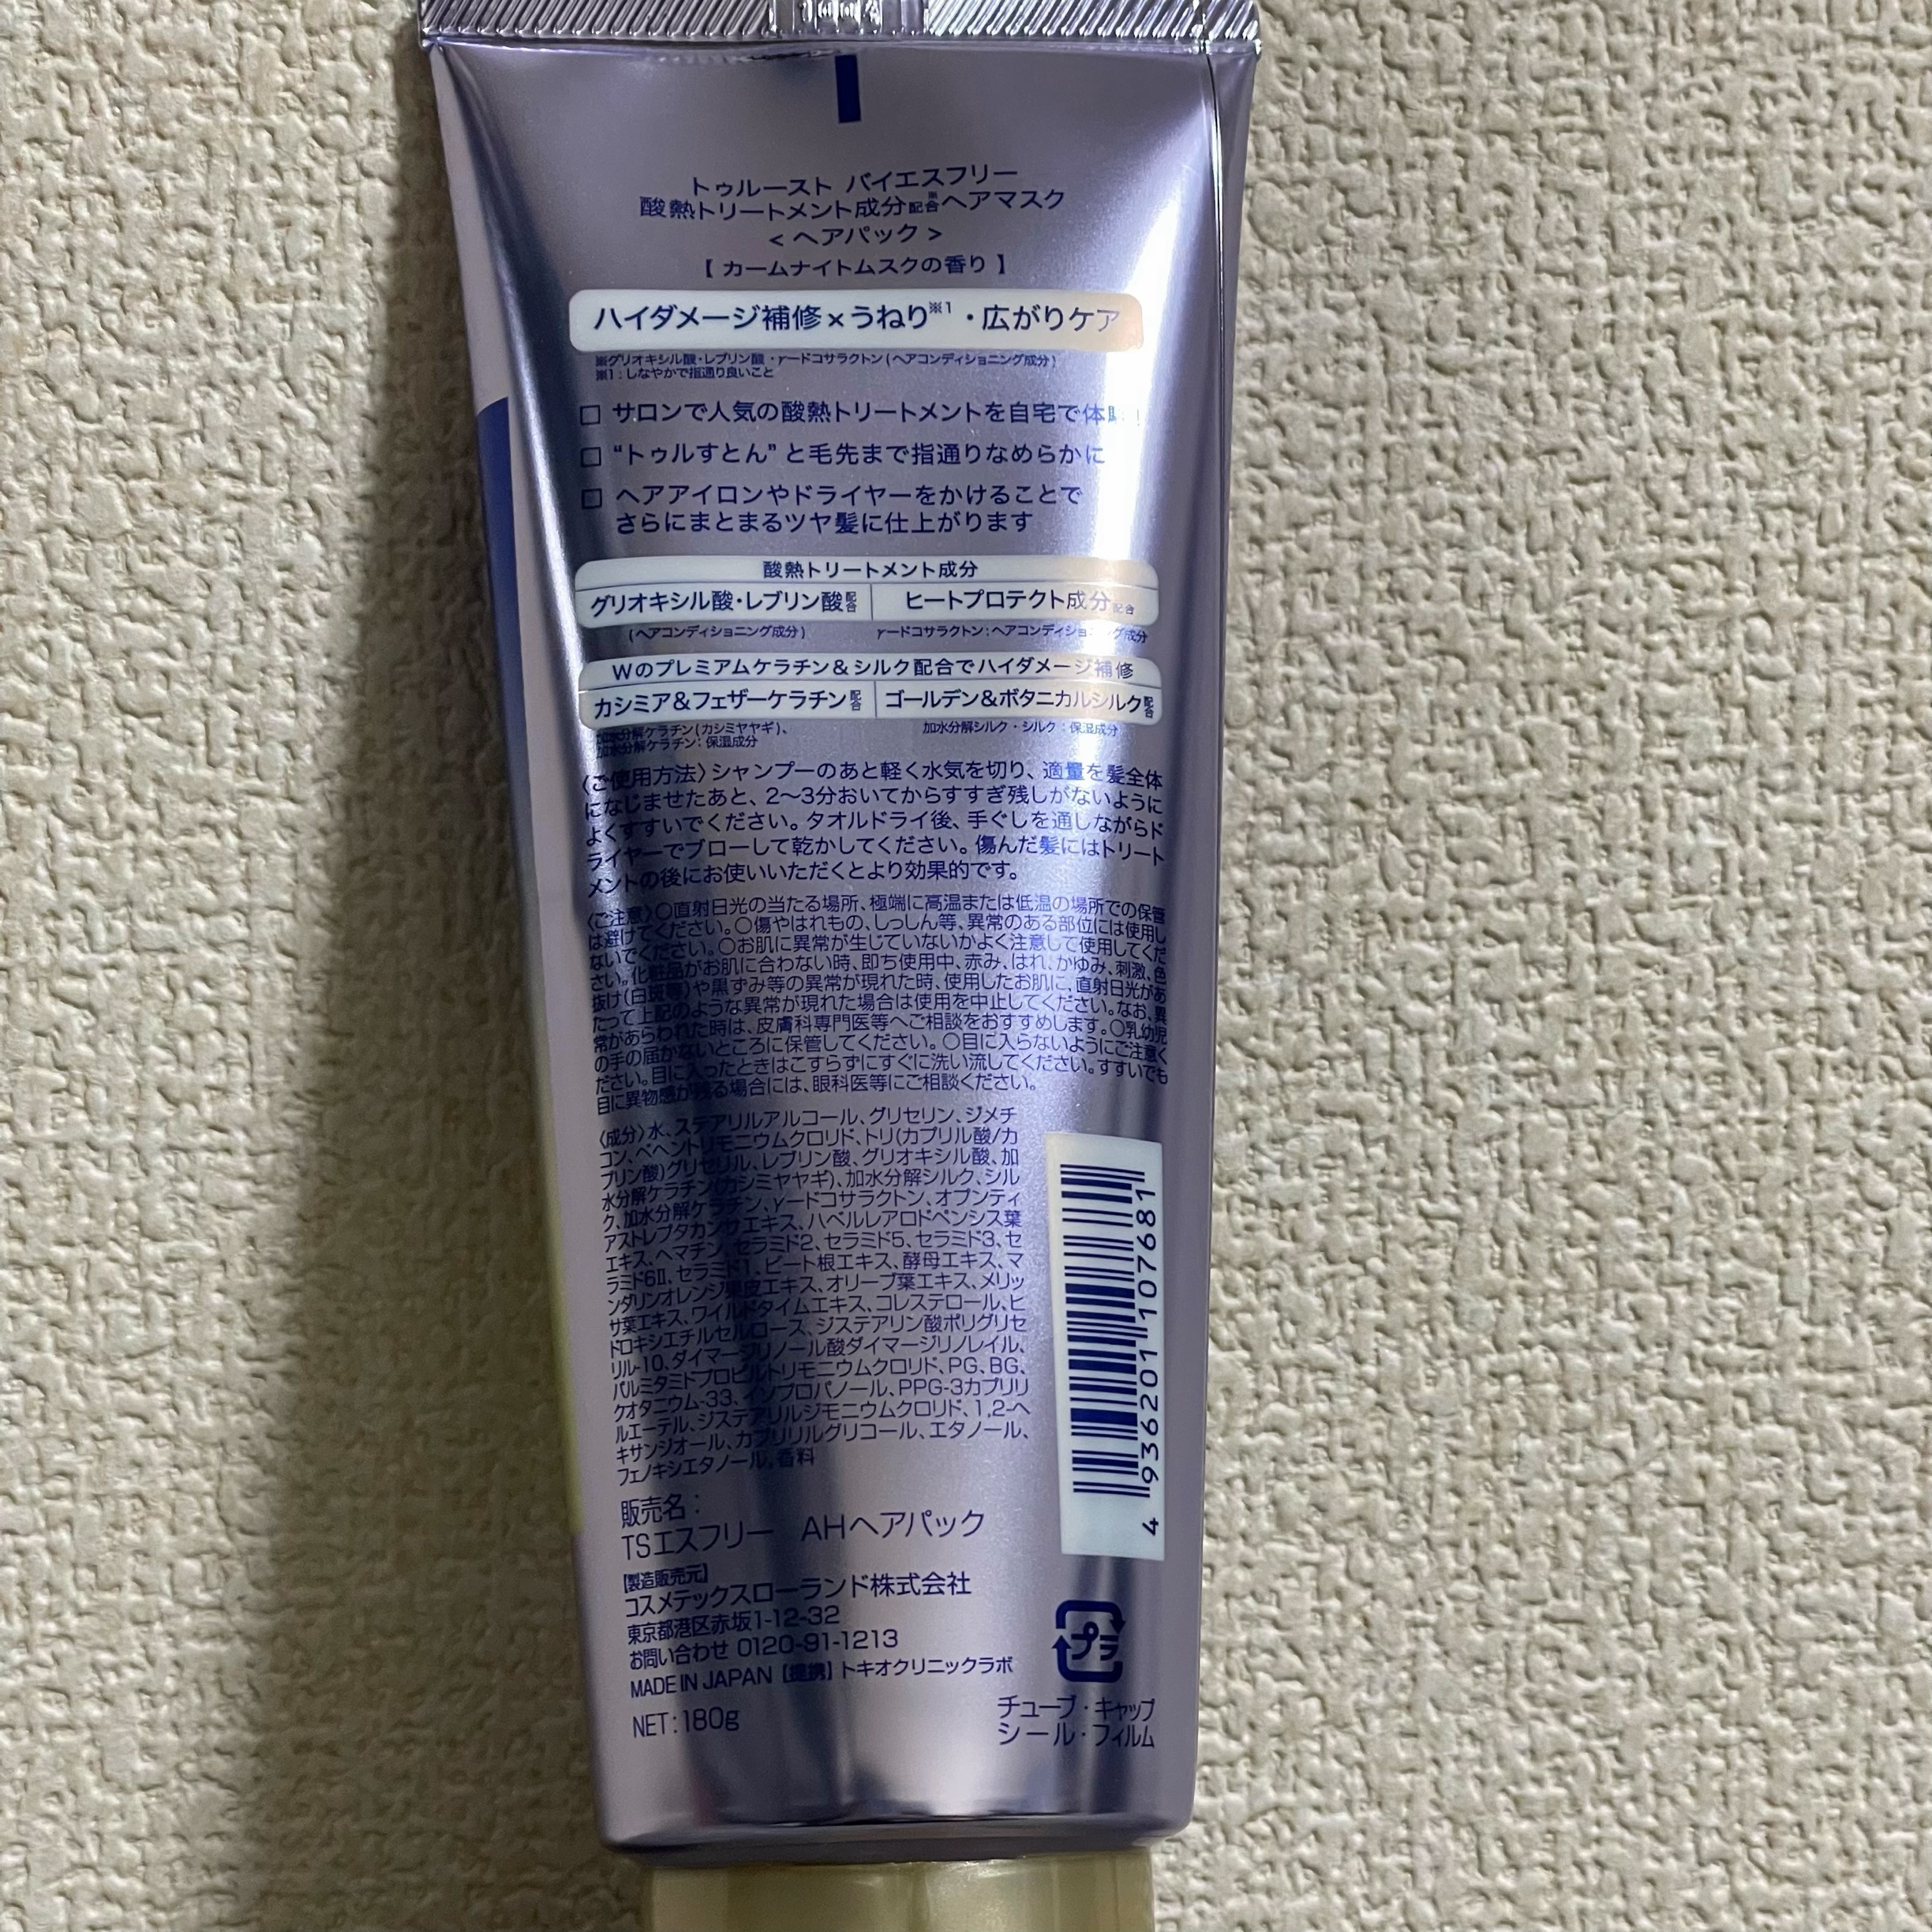 トゥルースト バイエスフリー
酸熱トリートメント成分配合※ヘアマスク
< ヘアパック >
【 カームナイトムスクの香り 】
ハイダメージ補修×うねり※1・広がりケア
※グリオキシル酸・レブリン酸・γードコサラクトン(ヘアコンディショニング成分)
※1:しなやかで指通り良いこと
□ サロンで人気の酸熱トリートメントを自宅で体験!
□ “トゥルすとん”と毛先まで指通りなめらかに
□ ヘアアイロンやドライヤーをかけることで
さらにまとまるツヤ髪に仕上がります
酸熱トリートメント成分
グリオキシル酸・レブリン酸配合 ヒートプロテクト成分配合
(ヘアコンディショニング成分) γードコサラクトン:ヘアコンディショニング成分
Wのプレミアムケラチン&シルク配合でハイダメージ補修
カシミア&フェザーケラチン配合 ゴールデン&ボタニカルシルク配合
加水分解ケラチン(カシミヤヤギ)、 加水分解シルク・シルク:保湿成分
加水分解ケラチン:保湿成分
〈ご使用方法〉シャンプーのあと軽く水気を切り、適量を髪全体
になじませたあと、2〜3分おいてからすすぎ残しがないように
よくすすいでください。タオルドライ後、手ぐしを通しながらド
ライヤーでブローして乾かしてください。傷んだ髪にはトリート
メントの後にお使いいただくとより効果的です。
〈ご注意〉○直射日光の当たる場所、極端に高温または低温の場所での保管
は避けてください。○傷やはれもの、しっしん等、異常のある部位には使用し
ないでください。○お肌に異常が生じていないかよく注意して使用してくだ
さい。化粧品がお肌に合わない時、即ち使用中、赤み、はれ、かゆみ、刺激、色
抜け(白斑等)や黒ずみ等の異常が現れた時、使用したお肌に、直射日光があ
たって上記のような異常が現れた場合は使用を中止してください。なお、異
常があらわれた時は、皮膚科専門医等へご相談をおすすめします。○乳幼児
の手の届かないところに保管してください。○目に入らないようにご注意く
ださい。目に入ったときはこすらずにすぐに洗い流してください。すすいでも
目に異物感が残る場合には、眼科医等にご相談ください。
〈成分〉水、ステアリルアルコール、グリセリン、ジメチ
コン、ベヘントリモニウムクロリド、トリ(カプリル酸/カ
プリン酸)グリセリル、レブリン酸、グリオキシル酸、加
水分解ケラチン(カシミヤヤギ)、加水分解シルク、シル
ク、加水分解ケラチン、γードコサラクトン、オプンティ
アストレプタカンサエキス、ハベルレアロドペンシス葉
エキス、ヘマチン、セラミド2、セラミド5、セラミド3、セ
ラミド6II、セラミド1、ビート根エキス、酵母エキス、マ
ンダリンオレンジ果皮エキス、オリーブ葉エキス、メリッ
サ葉エキス、ワイルドタイムエキス、コレステロール、ヒ
ドロキシエチルセルロース、ジステアリン酸ポリグリセ
リル-10、ダイマージリノール酸ダイマージリノレイル、
パルミタミドプロピルトリモニウムクロリド、PG、BG、
クオタニウム-33、イソプロパノール、PPG-3カプリリ
ルエーテル、ジステアリルジモニウムクロリド、1,2-ヘ
キサンジオール、カプリリルグリコール、エタノール、
フェノキシエタノール、香料
4 936201 107681
販売名:
TSエスフリー AHヘアパック
【製造販売元】
コスメテックスローランド株式会社
東京都港区赤坂1-12-32
お問い合わせ 0120-91-1213
MADE IN JAPAN 【提携】トキオクリニックラボ
NET:180g
プラ
チューブ・キャップ
シール・フィルム